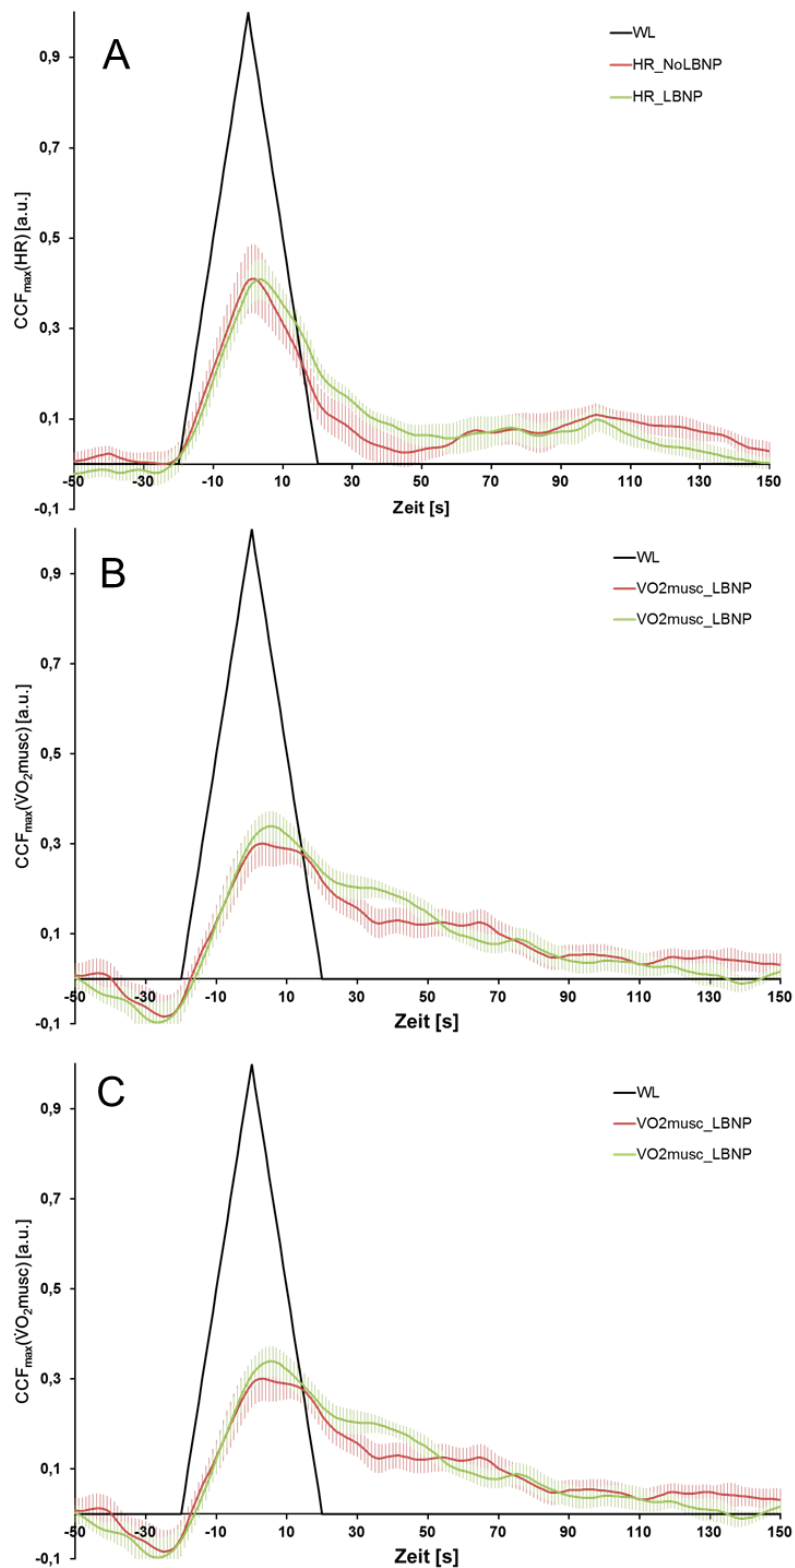 A
WL
HR_NoLBNP
HR_LBNP
0,9
0,7
0,5
0,3
0,1
-0,1
CCFmax(HR) [a.u.]
-50 -30 -10 10 30 50 70 90 110 130 150
Zeit [s]
B
WL
VO2musc_LBNP
VO2musc_LBNP
0,9
0,7
0,5
0,3
0,1
-0,1
CCFmax(V̇O2musc) [a.u.]
-50 -30 -10 10 30 50 70 90 110 130 150
Zeit [s]
C
WL
VO2musc_LBNP
VO2musc_LBNP
0,9
0,7
0,5
0,3
0,1
-0,1
CCFmax(V̇O2musc) [a.u.]
-50 -30 -10 10 30 50 70 90 110 130 150
Zeit [s]